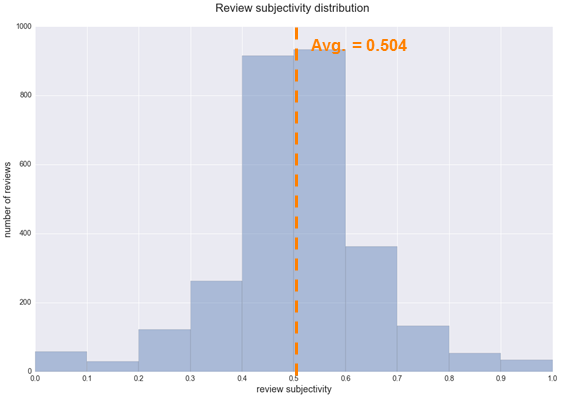 Review subjectivity distribution
1000
Avg. = 0.504
800
600
400
200
0
number of reviews
0.0 0.1 0.2 0.3 0.4 0.5 0.6 0.7 0.8 0.9 1.0
review subjectivity